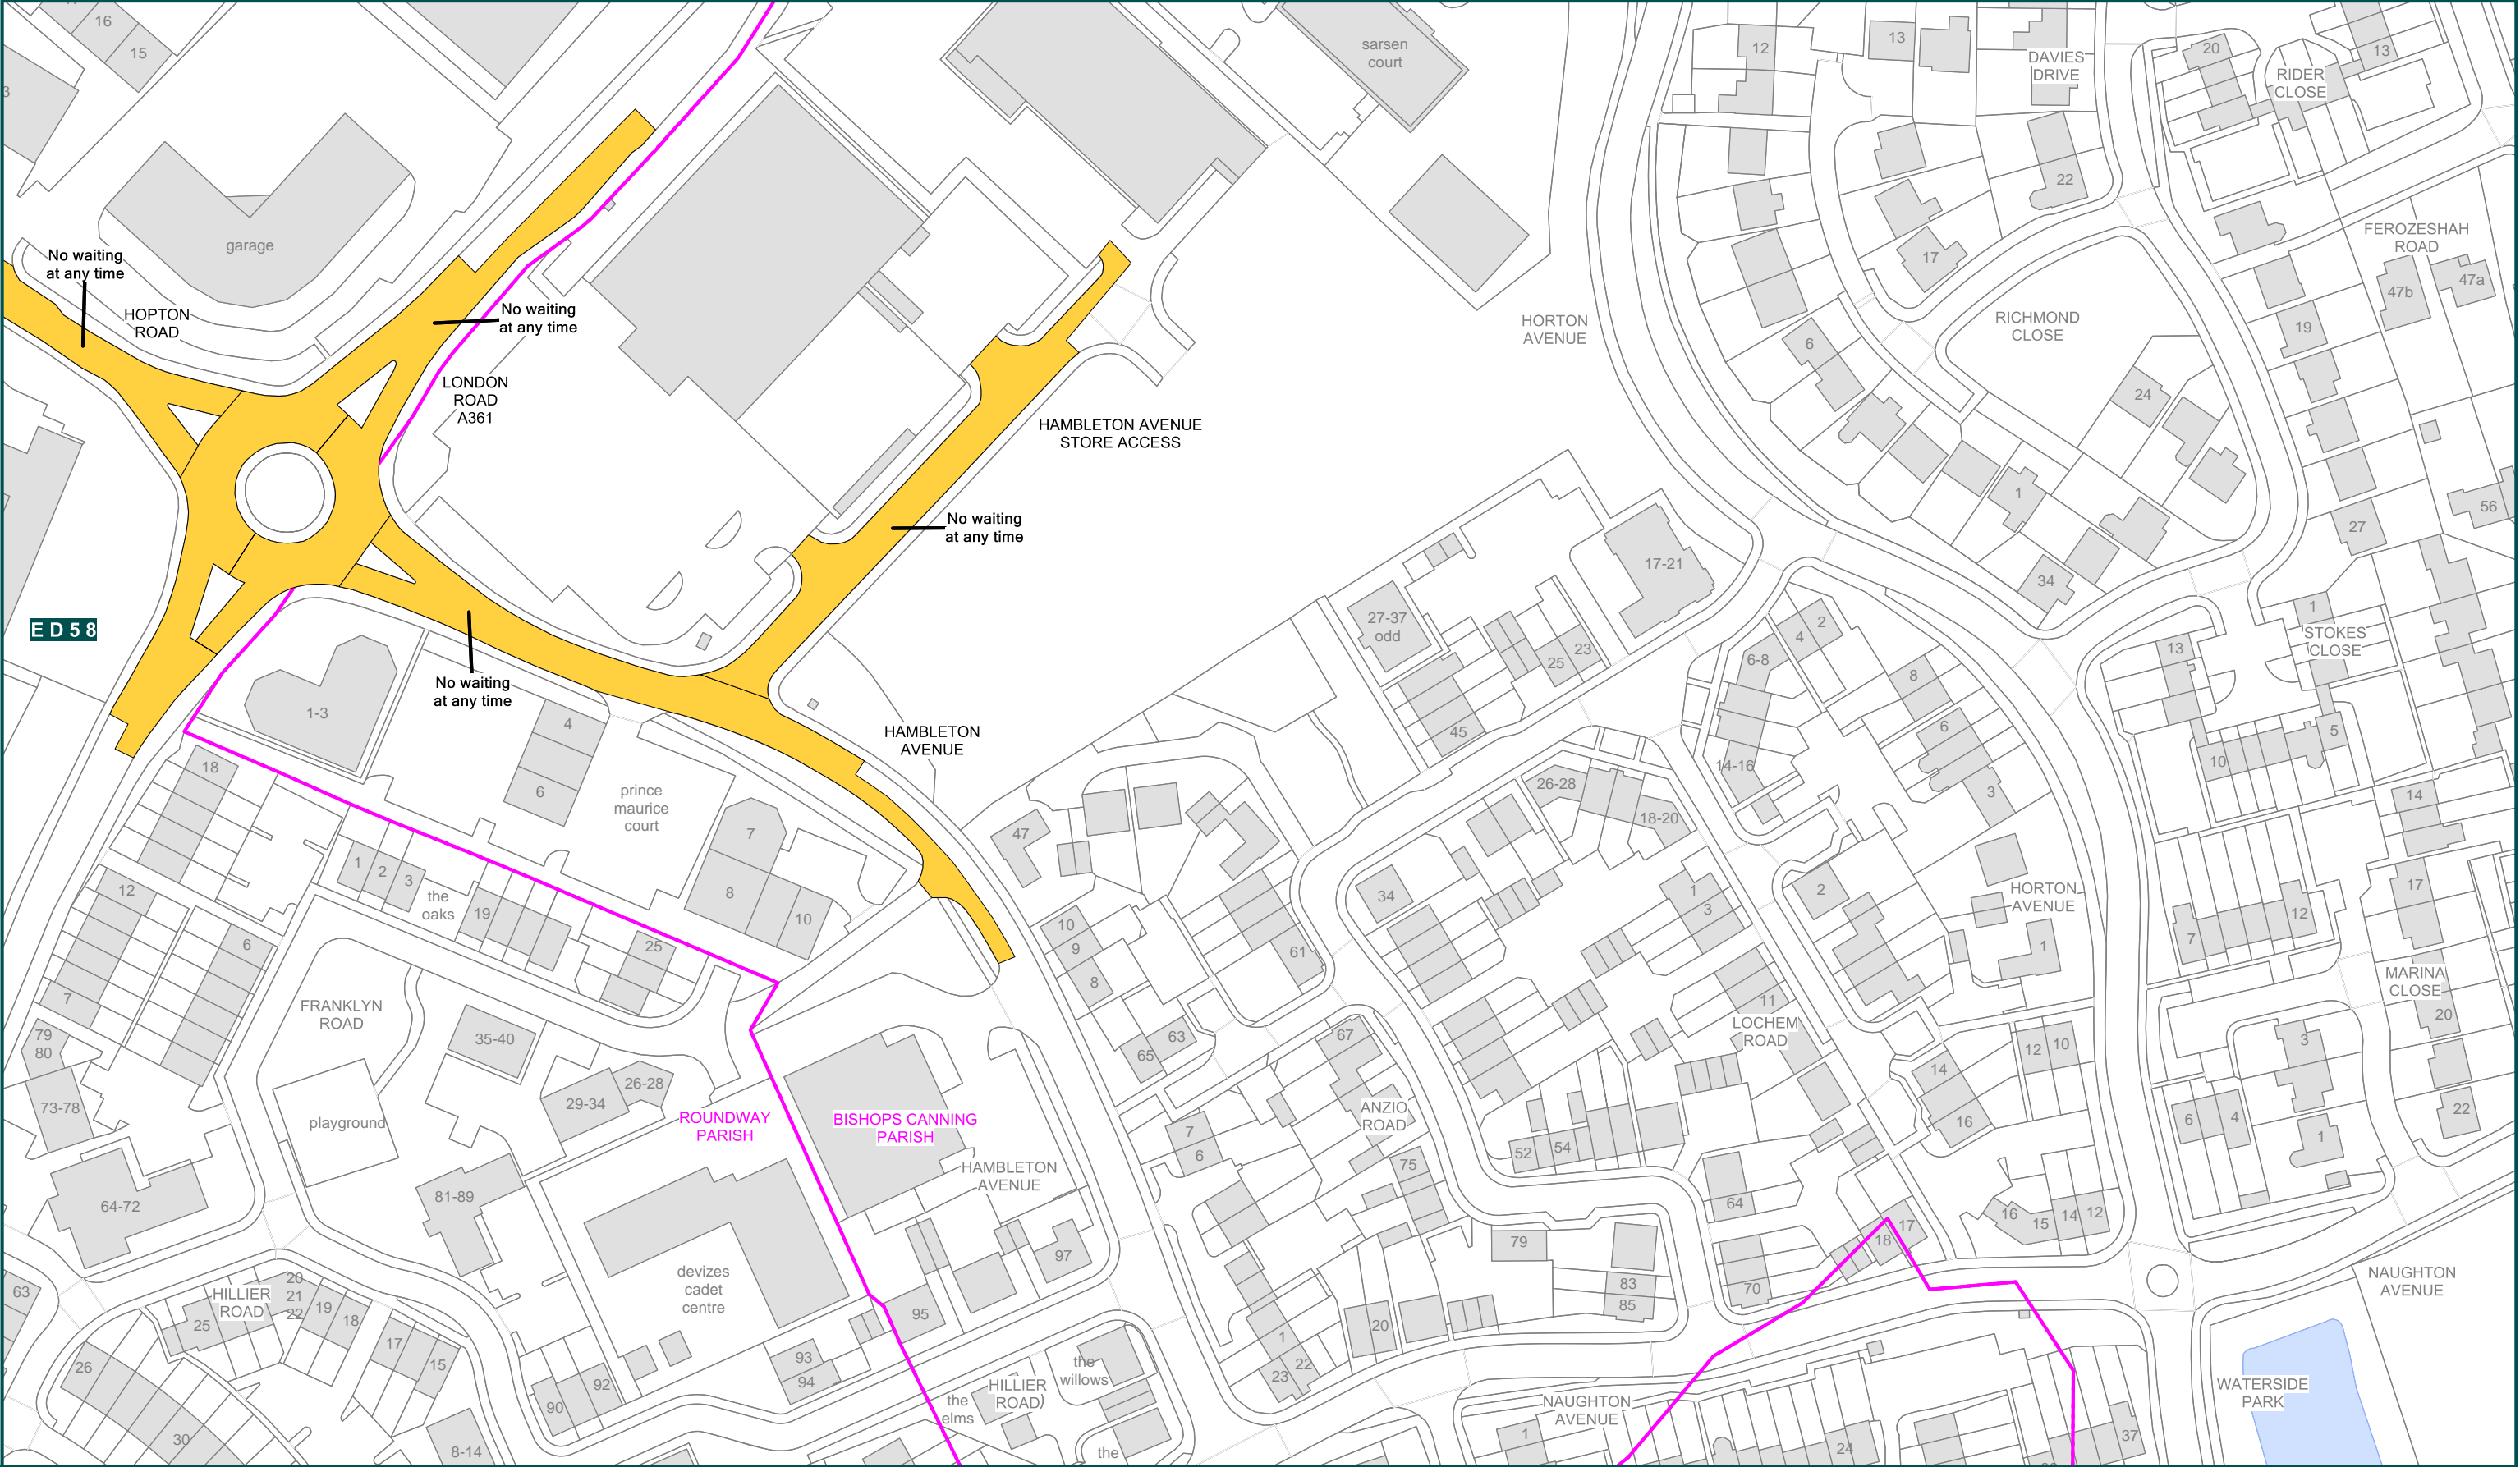 16
15
3
sarsen
court
12
13
DAVIES
DRIVE
20
RIDER
CLOSE
13
garage
No waiting
at any time
HOPTON
ROAD
No waiting
at any time
LONDON
ROAD
A361
22
17
FEROZESHAH
ROAD
47b
47a
HORTON
AVENUE
RICHMOND
CLOSE
19
6
24
HAMBLETON AVENUE
STORE ACCESS
1
No waiting
at any time
56
27
34
17-21
E D 5 8
No waiting
at any time
1-3
4
6
HAMBLETON
AVENUE
27-37
odd
25
23
45
2
4
6-8
14-16
8
6
3
1
STOKES
CLOSE
13
5
10
18
prince
maurice
court
7
8
10
1
2
3
the
oaks
19
25
12
6
7
47
26-28
18-20
34
1
3
2
HORTON
AVENUE
1
14
17
12
7
10
9
8
61
FRANKLYN
ROAD
79
80
73-78
35-40
29-34
26-28
playground
65
63
67
11
LOCHEM
ROAD
MARINA
CLOSE
20
3
12
10
14
16
22
6
4
1
ROUNDWAY
PARISH
BISHOPS CANNING
PARISH
ANZIO
ROAD
7
6
75
52
54
64
HAMBLETON
AVENUE
64-72
81-89
97
95
devizes
cadet
centre
79
83
85
70
18
17
16
15
14
12
63
HILLIER
ROAD
20
21
22
19
18
25
17
15
26
30
93
94
92
90
8-14
1
23
22
20
the
willows
HILLIER
ROAD)
the
elms
the
NAUGHTON
AVENUE
1
24
37
NAUGHTON
AVENUE
WATERSIDE
PARK